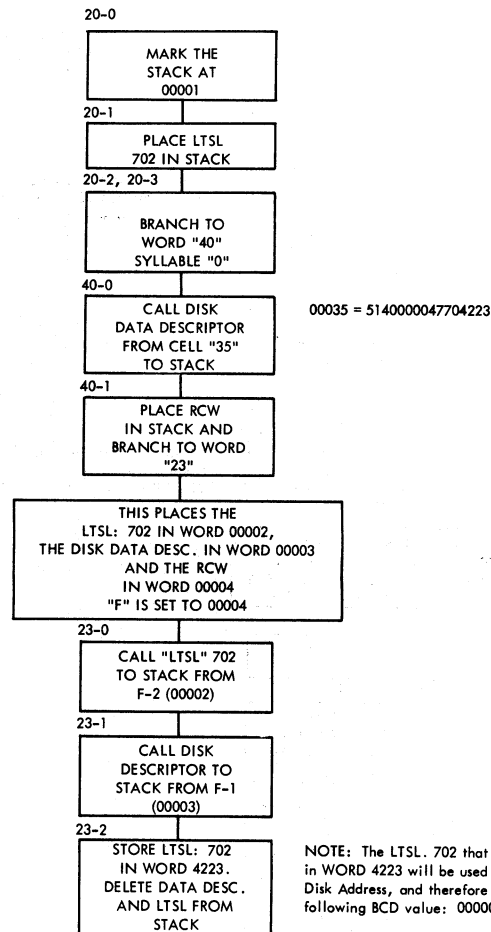 20-0
MARK THE
STACK AT
00001
20-1
PLACE LTSL
702 IN STACK
20-2, 20-3
BRANCH TO
WORD "40"
SYLLABLE "0"
40-0
CALL DISK
DATA DESCRIPTOR
FROM CELL "35"
TO STACK
00035 = 5140000047704223
40-1
PLACE RCW
IN STACK AND
BRANCH TO WORD
"23"
THIS PLACES THE
LTSL: 702 IN WORD 00002,
THE DISK DATA DESC. IN WORD 00003
AND THE RCW
IN WORD 00004
"F" IS SET TO 00004
23-0
CALL "LTSL" 702
TO STACK FROM
F-2 (00002)
23-1
CALL DISK
DESCRIPTOR TO
STACK FROM F-1
(00003)
23-2
STORE LTSL: 702
IN WORD 4223.
DELETE DATA DESC.
AND LTSL FROM
STACK
NOTE: The LTSL. 702 that
in WORD 4223 will be used
Disk Address, and therefore
following BCD value: 00000